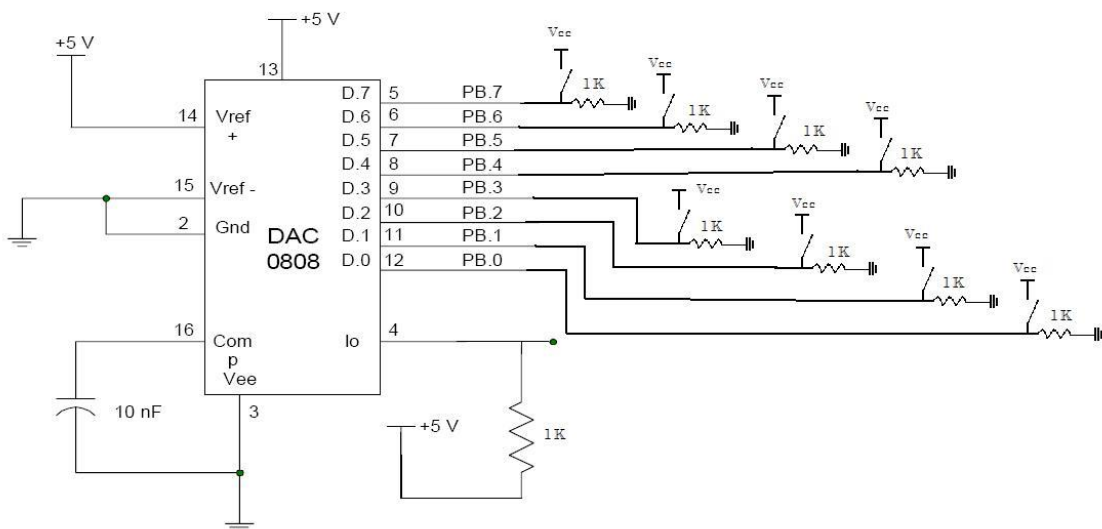 +5 V
+5 V
13
14
Vref
+
15
Vref -
2
Gnd
DAC
0808
16
Com
p
Vee
3
10 nF
D.7
5
PB.7
D.6
6
PB.6
D.5
7
PB.5
D.4
8
PB.4
D.3
9
PB.3
D.2
10
PB.2
D.1
11
PB.1
D.0
12
PB.0
Io
4
+5 V
1K
Vcc
1K
Vcc
1K
Vcc
1K
Vcc
1K
Vcc
1K
Vcc
1K
Vcc
1K
Vcc
1K